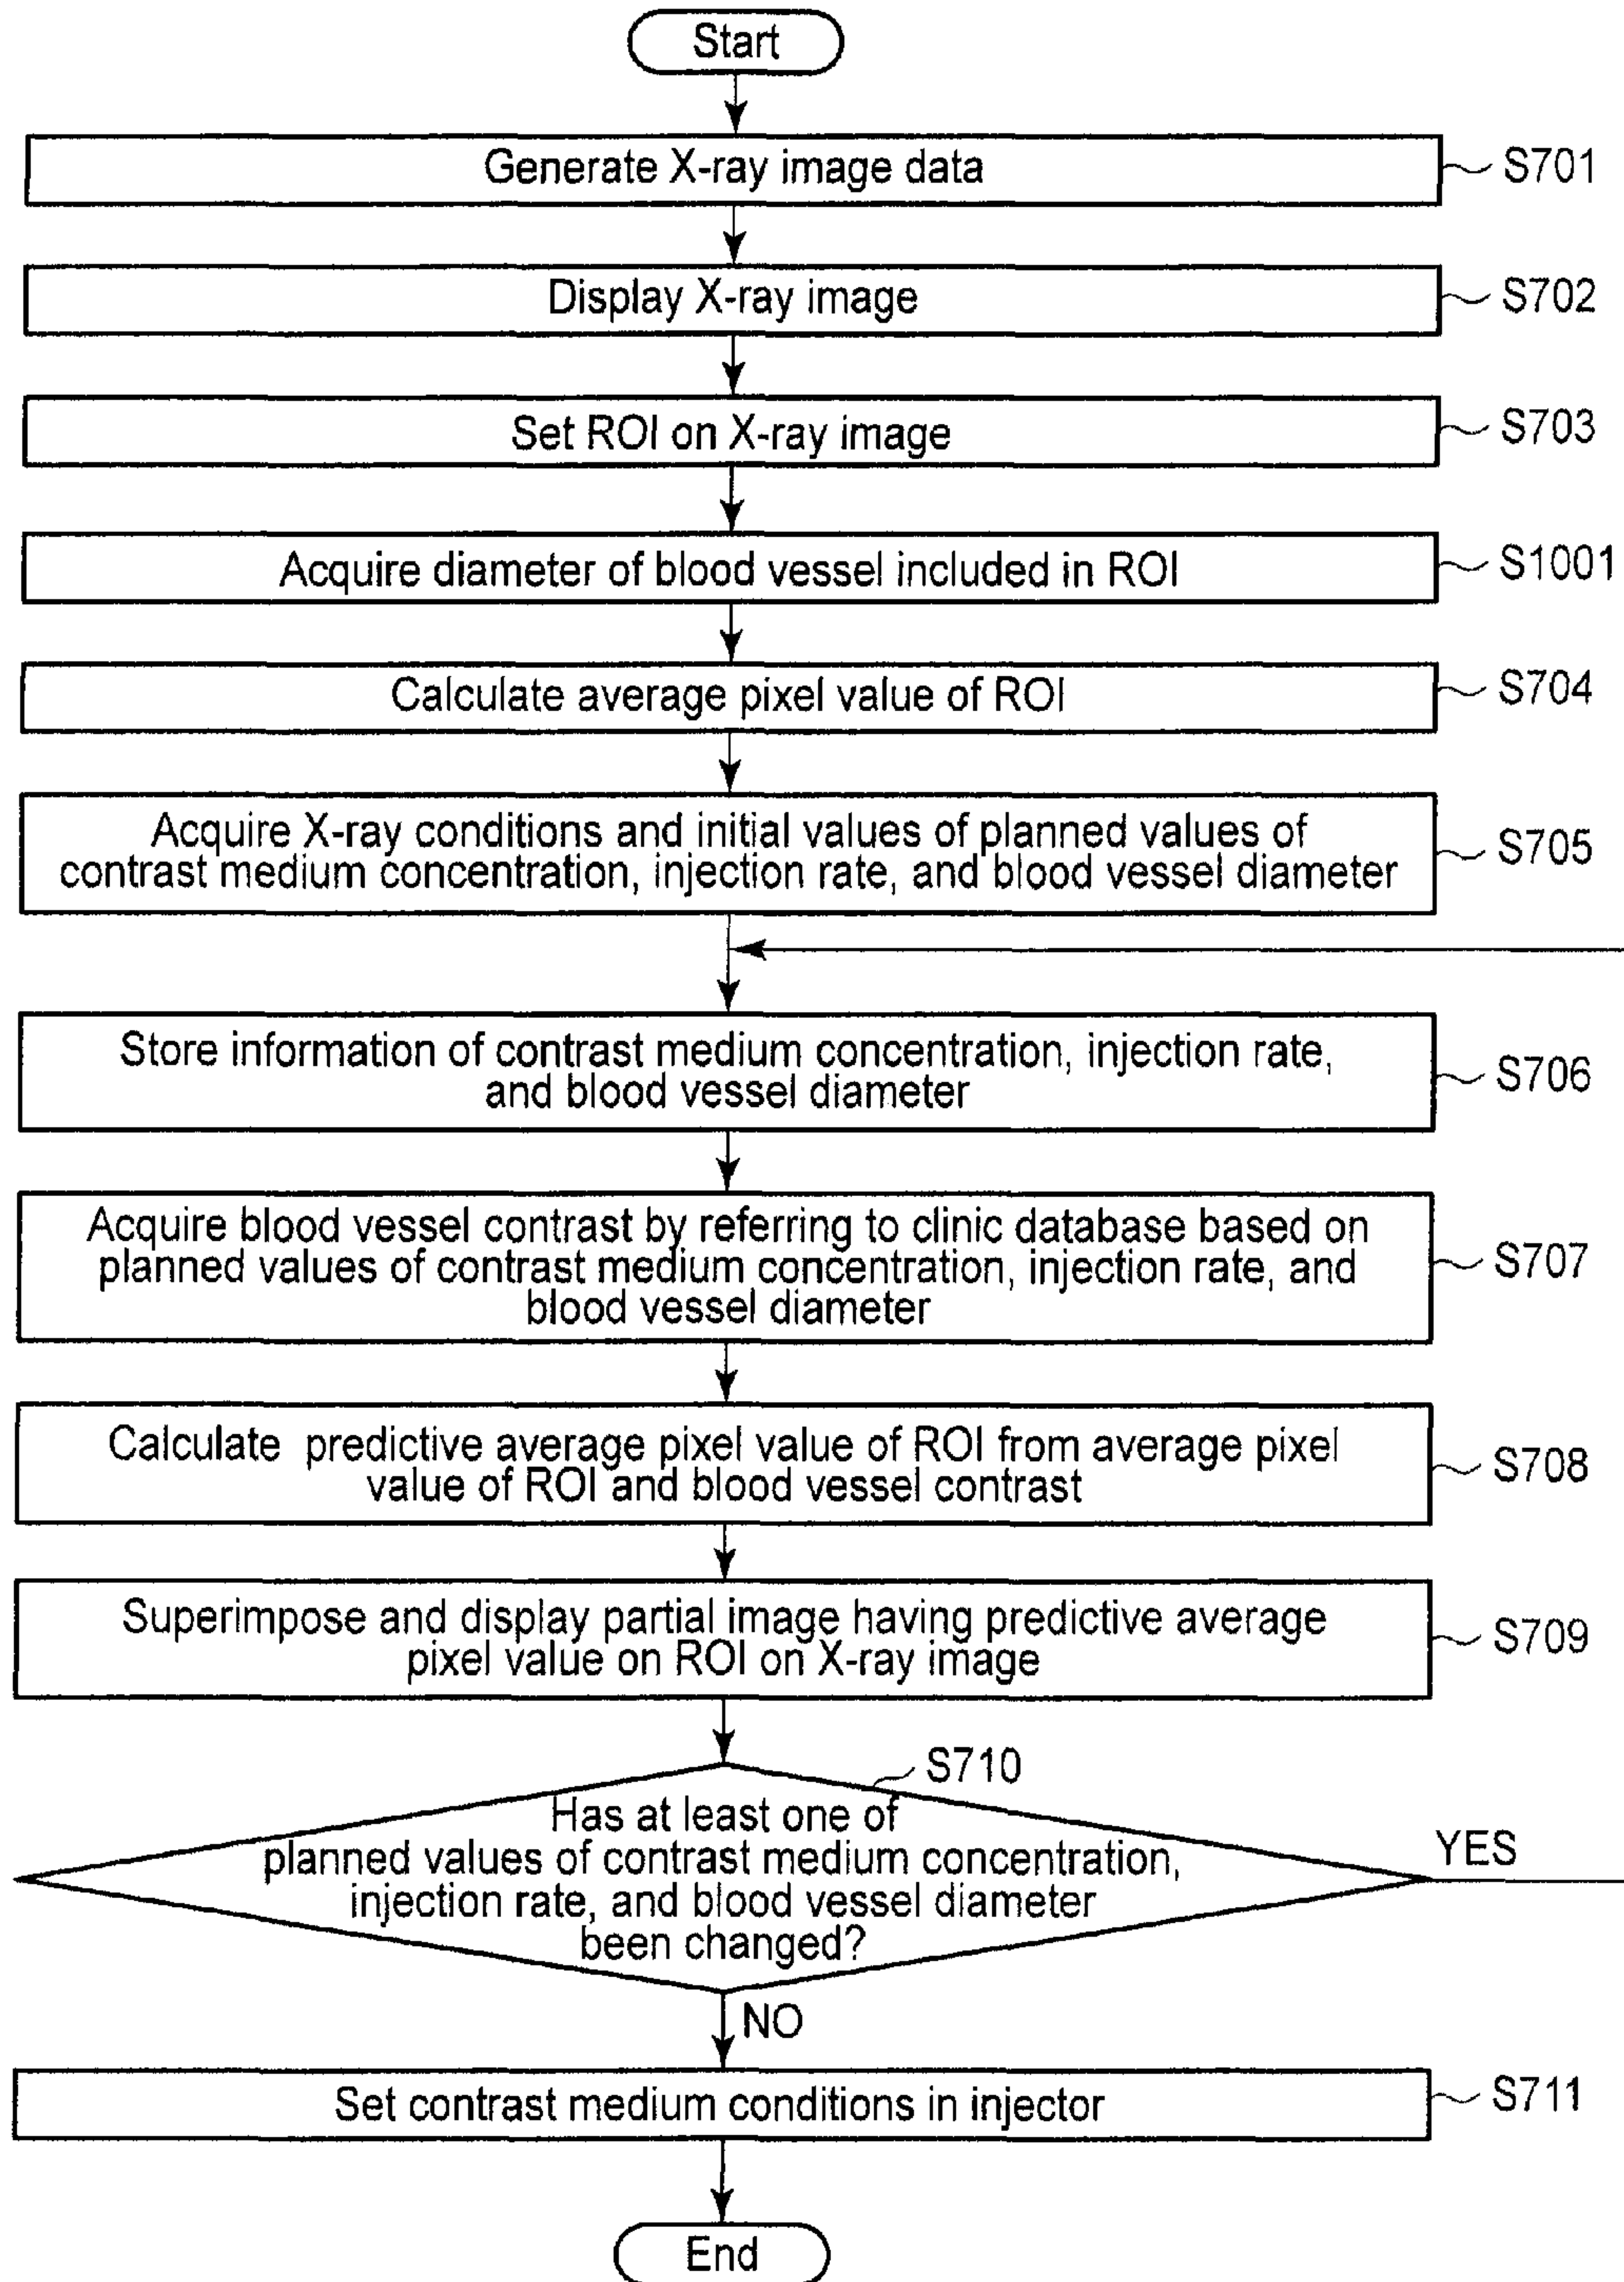 Start
Generate X-ray image data
S701
Display X-ray image
S702
Set ROI on X-ray image
S703
Acquire diameter of blood vessel included in ROI
S1001
Calculate average pixel value of ROI
S704
Acquire X-ray conditions and initial values of planned values of
contrast medium concentration, injection rate, and blood vessel diameter
S705
Store information of contrast medium concentration, injection rate,
and blood vessel diameter
S706
Acquire blood vessel contrast by referring to clinic database based on
planned values of contrast medium concentration, injection rate, and
blood vessel diameter
S707
Calculate predictive average pixel value of ROI from average pixel
value of ROI and blood vessel contrast
S708
Superimpose and display partial image having predictive average
pixel value on ROI on X-ray image
S709
S710
Has at least one of
planned values of contrast medium concentration,
injection rate, and blood vessel diameter
been changed?
YES
NO
Set contrast medium conditions in injector
S711
End